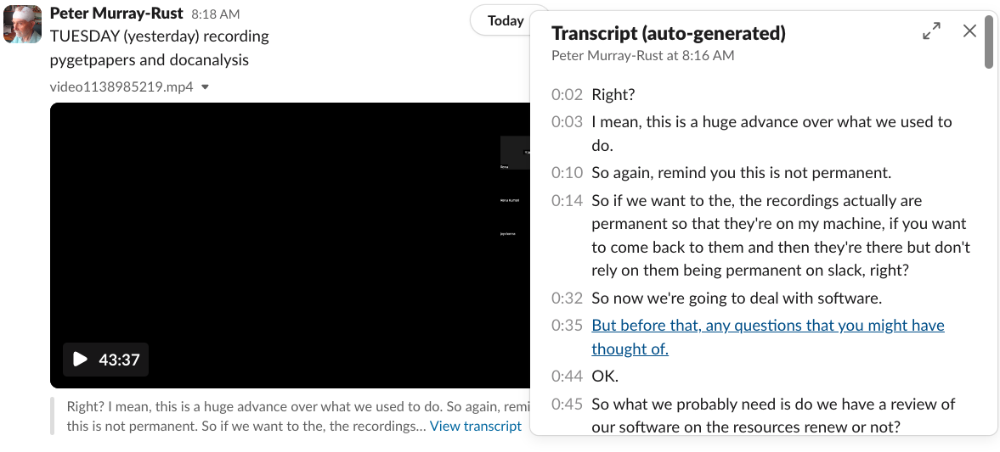 Peter Murray-Rust 8:18 AM
TUESDAY (yesterday) recording
pygetpapers and docanalysis
video1138985219.mp4
43:37
Right? I mean, this is a huge advance over what we used to do. So again, remi
this is not permanent. So if we want to the, the recordings... View transcript
Today
Transcript (auto-generated)
Peter Murray-Rust at 8:16 AM
0:02 Right?
0:03 I mean, this is a huge advance over what we used to
do.
0:10 So again, remind you this is not permanent.
0:14 So if we want to the, the recordings actually are
permanent so that they're on my machine, if you want
to come back to them and then they're there but don't
rely on them being permanent on slack, right?
0:32 So now we're going to deal with software.
0:35 But before that, any questions that you might have
thought of.
0:44 OK.
0:45 So what we probably need is do we have a review of
our software on the resources renew or not?